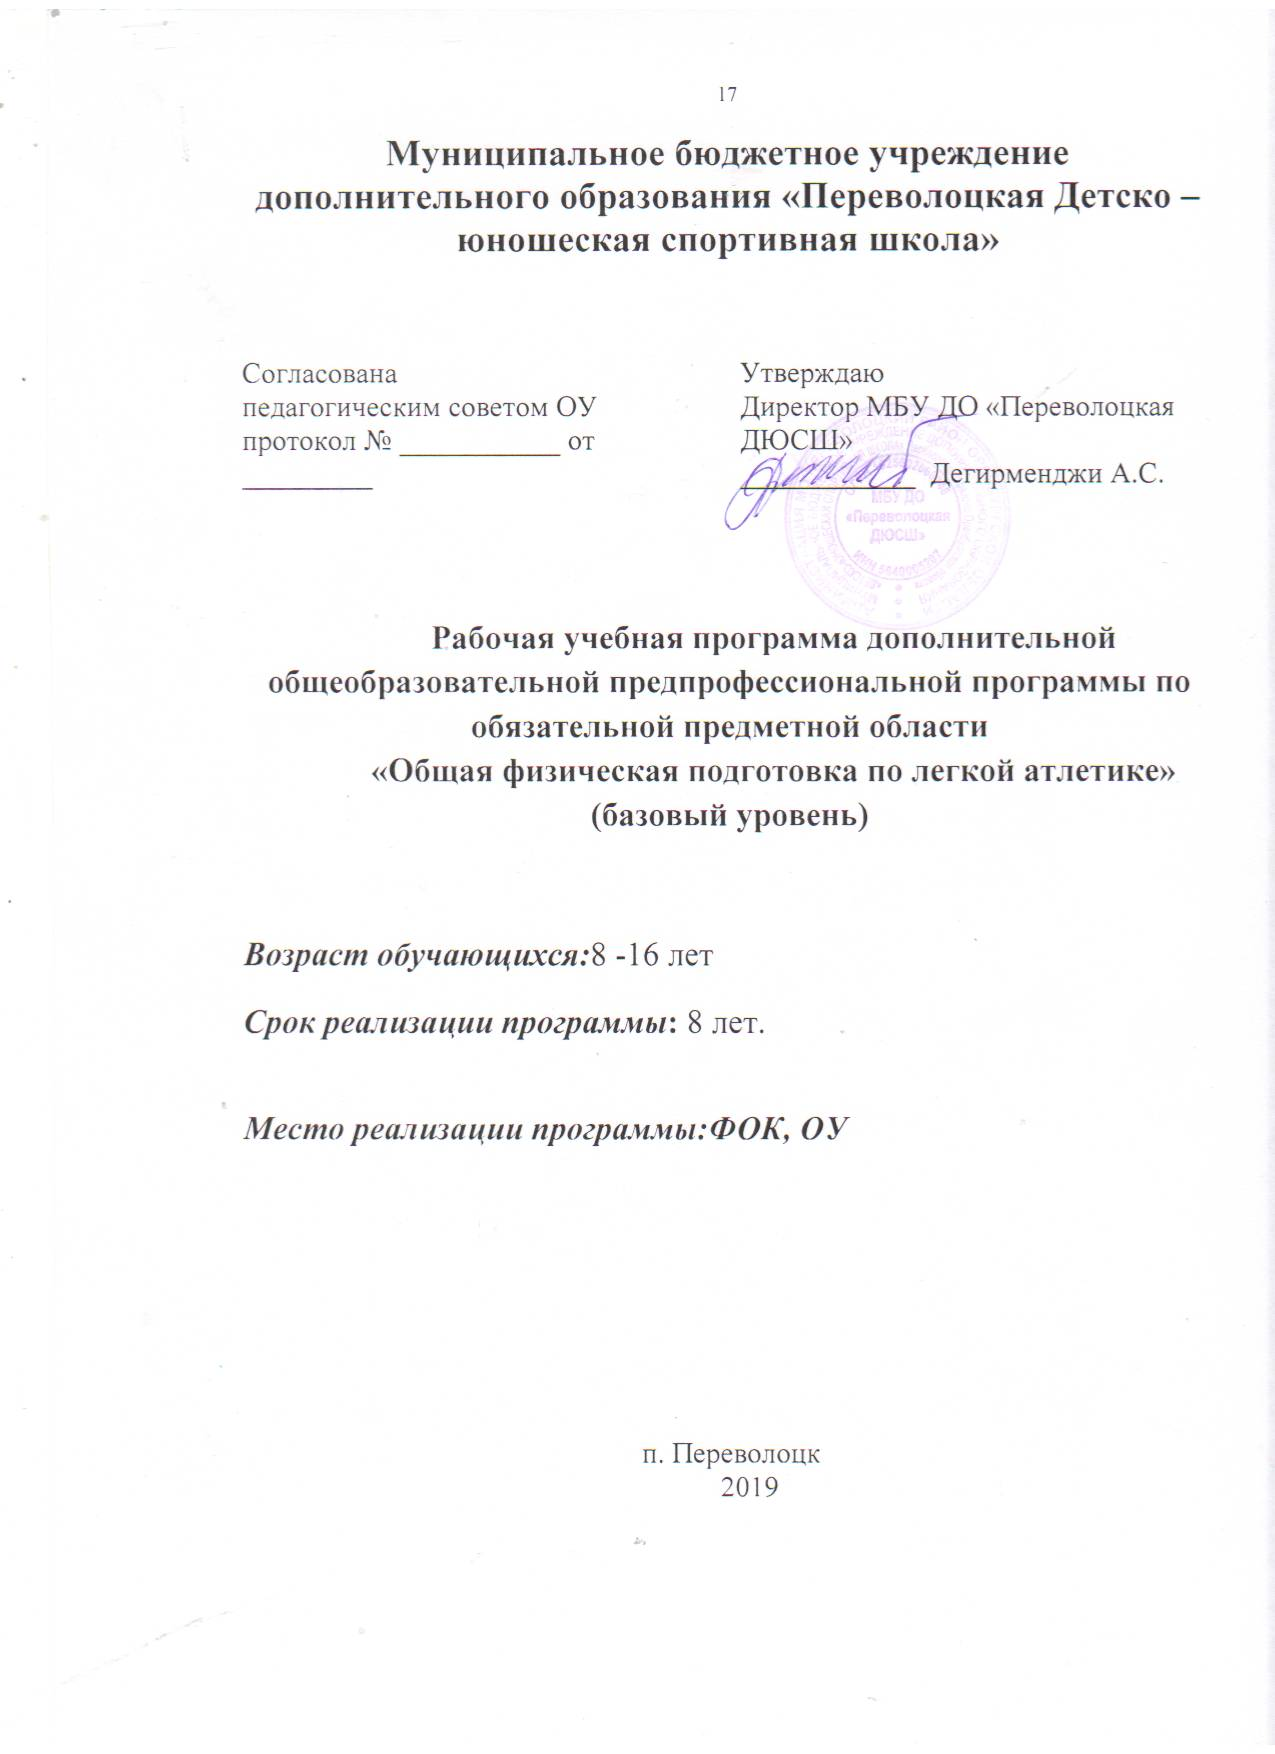 17
Муниципальное бюджетное учреждение
дополнительного образования «Переволоцкая Детско –
юношеская спортивная школа»
Согласована
педагогическим советом ОУ
протокол № ___________ от
_________
Утверждаю
Директор МБУ ДО «Переволоцкая
ДЮСШ»
____________ Дегирменджи А.С.
МБУ ДО
«Переволоцкая
ДЮСШ»
Рабочая учебная программа дополнительной
общеобразовательной предпрофессиональной программы по
обязательной предметной области
«Общая физическая подготовка по легкой атлетике»
(базовый уровень)
Возраст обучающихся:8 -16 лет
Срок реализации программы: 8 лет.
Место реализации программы:ФОК, ОУ
п. Переволоцк
2019